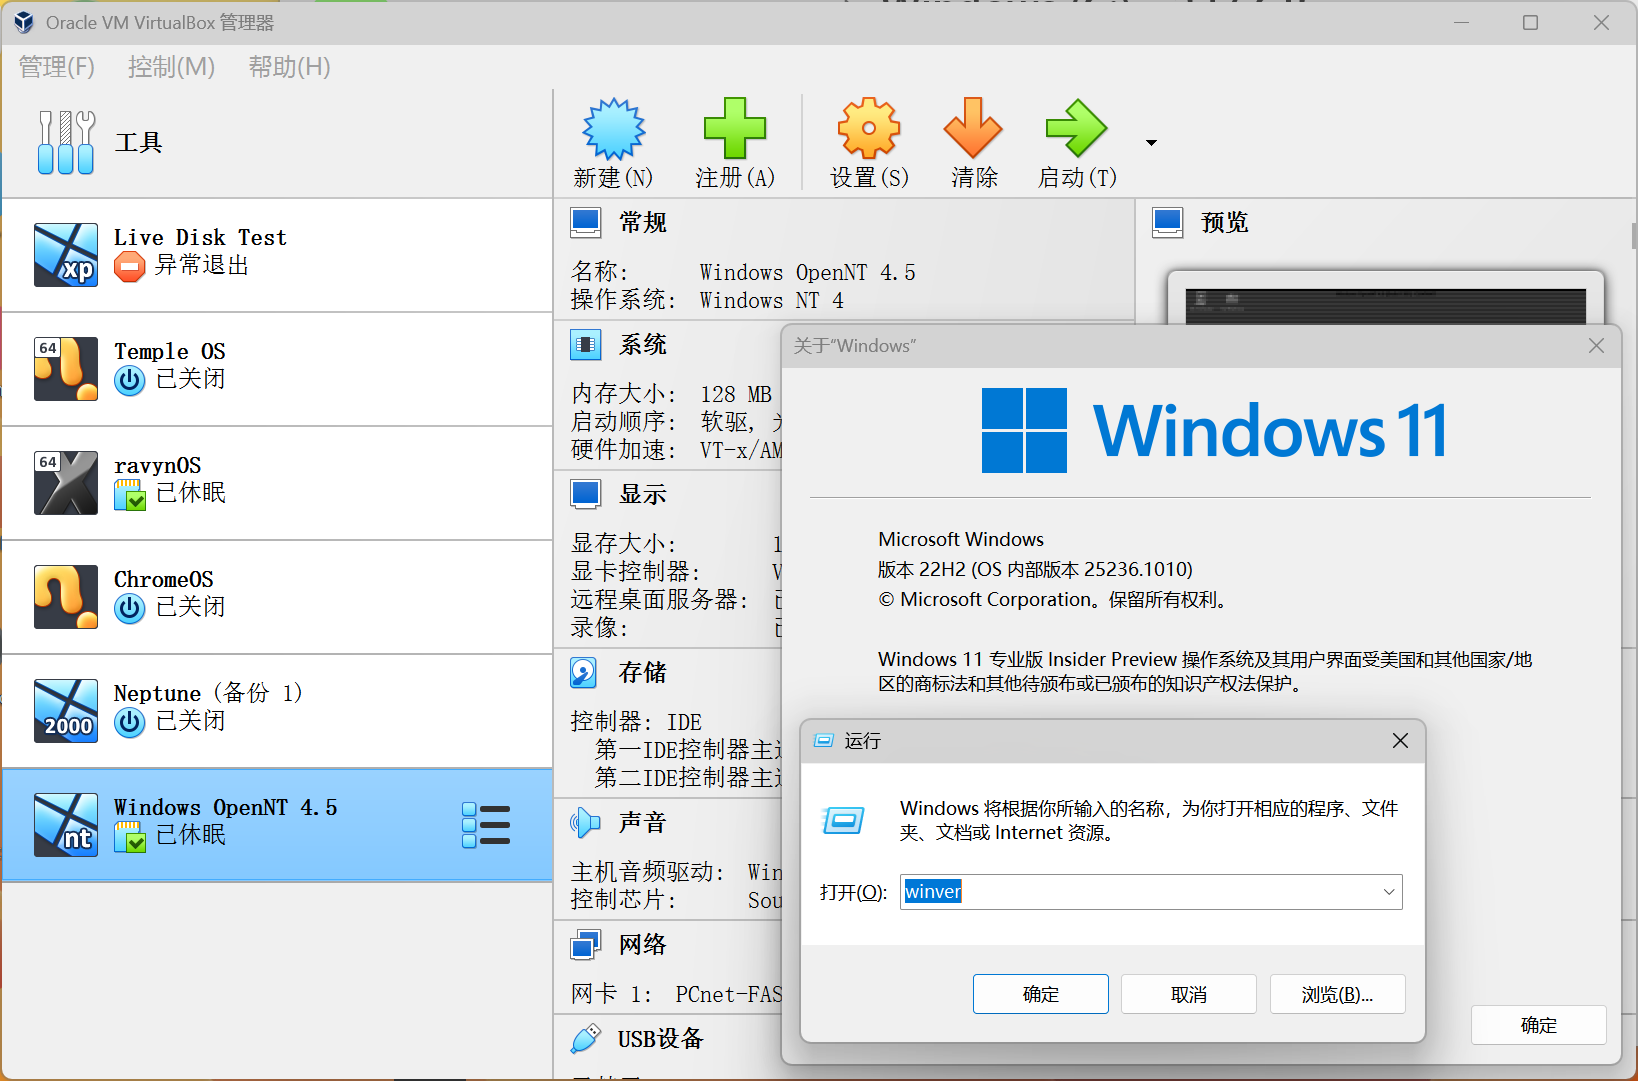 Oracle VM VirtualBox 管理器
管理(F) 控制(M) 帮助(H)
工具
新建(N) 注册(A) 设置(S) 清除 启动(T)
xp
Live Disk Test
异常退出
64
Temple OS
已关闭
64
ravynOS
已休眠
ChromeOS
已关闭
2000
Neptune (备份 1)
已关闭
nt
Windows OpenNT 4.5
已休眠
常规
名称: Windows OpenNT 4.5
操作系统: Windows NT 4
系统
内存大小: 128 MB
启动顺序: 软驱,
硬件加速: VT-x/AM
显示
显存大小: 1
显卡控制器: V
远程桌面服务器:
录像:
存储
控制器: IDE
第一IDE控制器主
第二IDE控制器主
声音
主机音频驱动: Win
控制芯片: Sou
网络
网卡 1: PCnet-FAS
USB设备
预览
关于“Windows”
Windows 11
Microsoft Windows
版本 22H2 (OS 内部版本 25236.1010)
© Microsoft Corporation。保留所有权利。
Windows 11 专业版 Insider Preview 操作系统及其用户界面受美国和其他国家/地
区的商标法和其他待颁布或已颁布的知识产权法保护。
运行
Windows 将根据你所输入的名称，为你打开相应的程序、文件
夹、文档或 Internet 资源。
打开(O): winver
确定 取消 浏览(B)...
确定